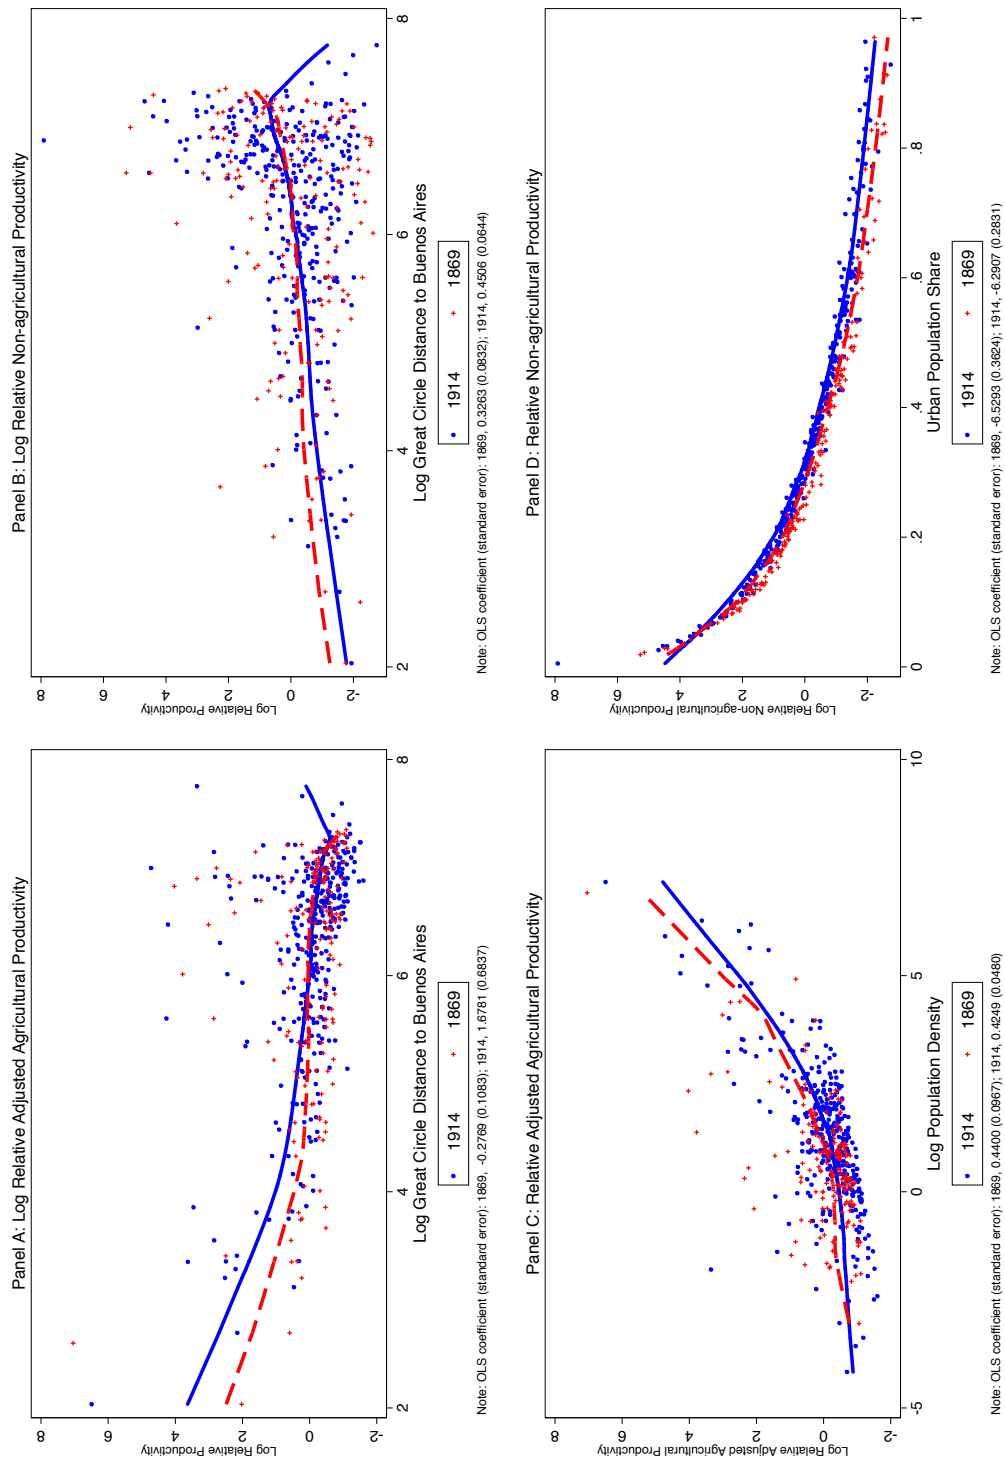 Panel A: Log Relative Adjusted Agricultural Productivity
Log Relative Productivity
-2 0 2 4 6 8
2 4 6 8
Log Great Circle Distance to Buenos Aires
1914 1869
Note: OLS coefficient (standard error): 1869, -0.2769 (0.1083); 1914, 1.6781 (0.6837)
Panel B: Log Relative Non-agricultural Productivity
Log Relative Productivity
-2 0 2 4 6 8
2 4 6 8
Log Great Circle Distance to Buenos Aires
1914 1869
Note: OLS coefficient (standard error): 1869, 0.3263 (0.0832); 1914, 0.4506 (0.0644)
Panel C: Relative Adjusted Agricultural Productivity
Log Relative Adjusted Agricultural Productivity
-2 0 2 4 6 8
-5 0 5 10
Log Population Density
1914 1869
Note: OLS coefficient (standard error): 1869, 0.4400 (0.0967); 1914, 0.4249 (0.0480)
Panel D: Relative Non-agricultural Productivity
Log Relative Non-agricultural Productivity
-2 0 2 4 6 8
0 .2 .4 .6 .8 1
Urban Population Share
1914 1869
Note: OLS coefficient (standard error): 1869, -6.5293 (0.3624); 1914, -6.2907 (0.2831)